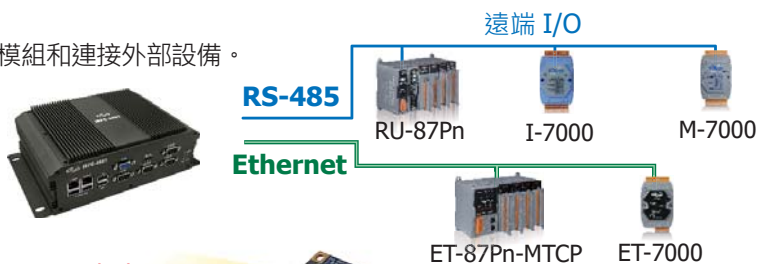 遠端 I/O
模組和連接外部設備。
RS-485
RU-87Pn
I-7000
M-7000
Ethernet
ET-87Pn-MTCP
ET-7000